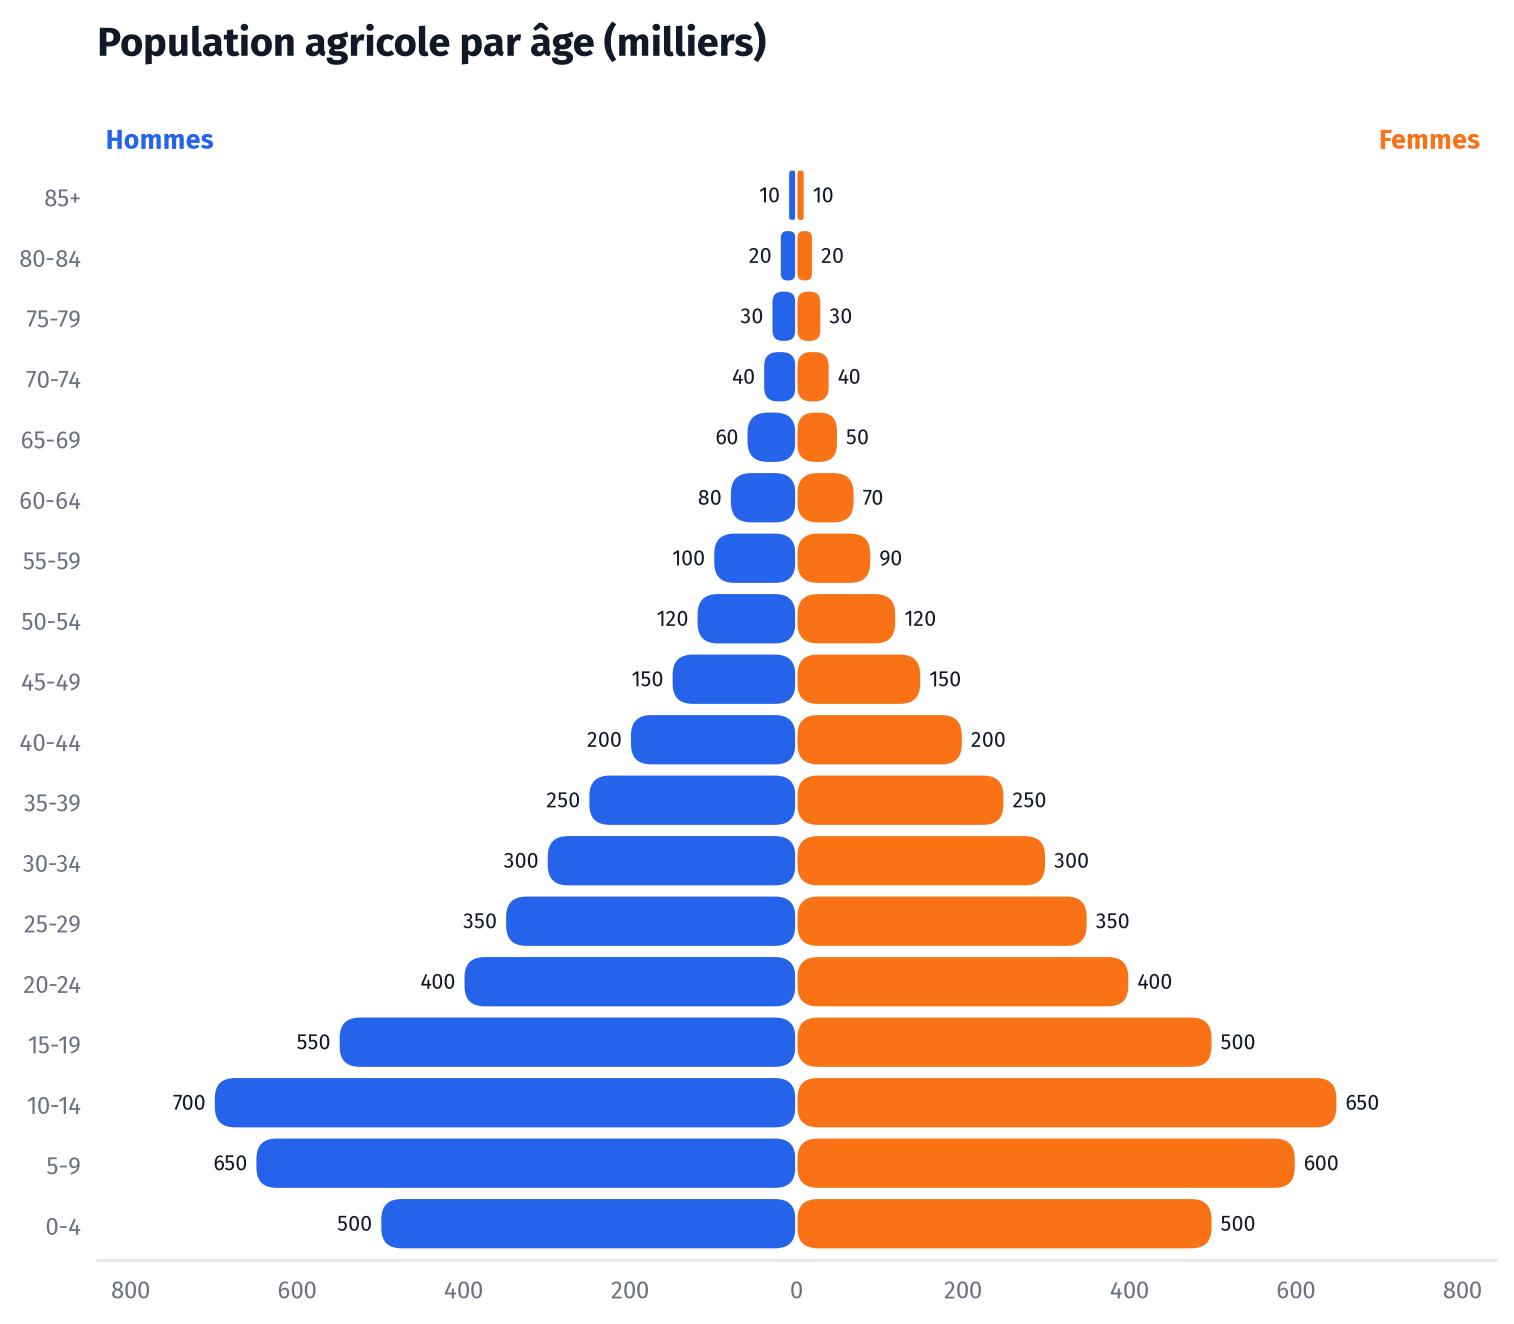 Population agricole par âge (milliers)
Hommes Femmes
85+ 10 10
80-84 20 20
75-79 30 30
70-74 40 40
65-69 60 50
60-64 80 70
55-59 100 90
50-54 120 120
45-49 150 150
40-44 200 200
35-39 250 250
30-34 300 300
25-29 350 350
20-24 400 400
15-19 550 500
10-14 700 650
5-9 650 600
0-4 500 500
800 600 400 200 0 200 400 600 800